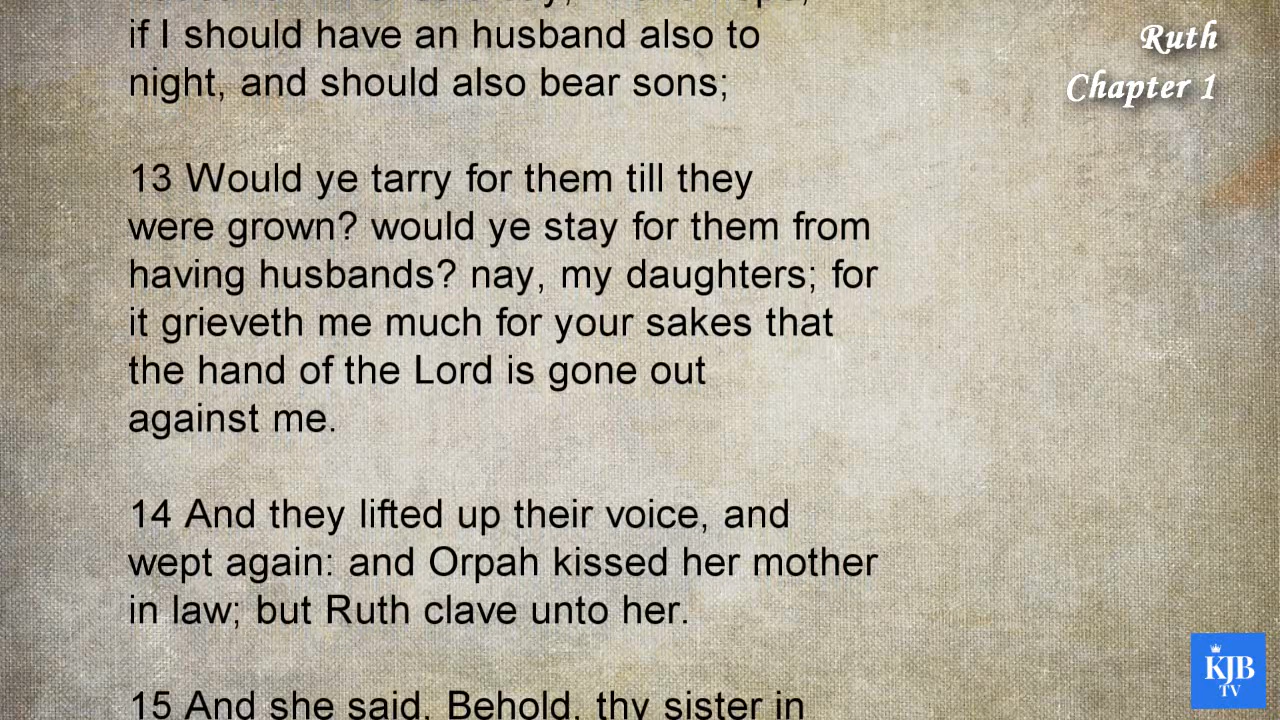 if I should have an husband also to
night, and should also bear sons;
13 Would ye tarry for them till they
were grown? would ye stay for them from
having husbands? nay, my daughters; for
it grieveth me much for your sakes that
the hand of the Lord is gone out
against me.
14 And they lifted up their voice, and
wept again: and Orpah kissed her mother
in law; but Ruth clave unto her.
15 And she said, Behold, thy sister in
Ruth
Chapter 1
KJB
TV